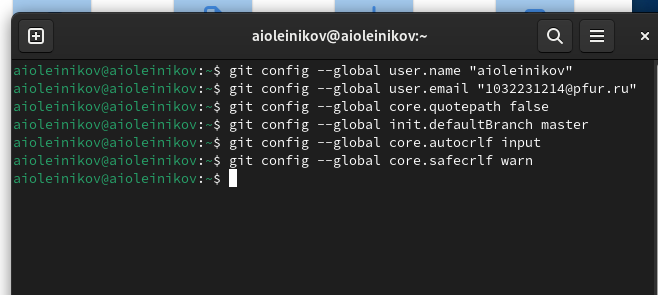 aioleinikov@aioleinikov:~
aioleinikov@aioleinikov:~$ git config --global user.name "aioleinikov"
aioleinikov@aioleinikov:~$ git config --global user.email "1032231214@pfur.ru"
aioleinikov@aioleinikov:~$ git config --global core.quotepath false
aioleinikov@aioleinikov:~$ git config --global init.defaultBranch master
aioleinikov@aioleinikov:~$ git config --global core.autocrlf input
aioleinikov@aioleinikov:~$ git config --global core.safecrlf warn
aioleinikov@aioleinikov:~$